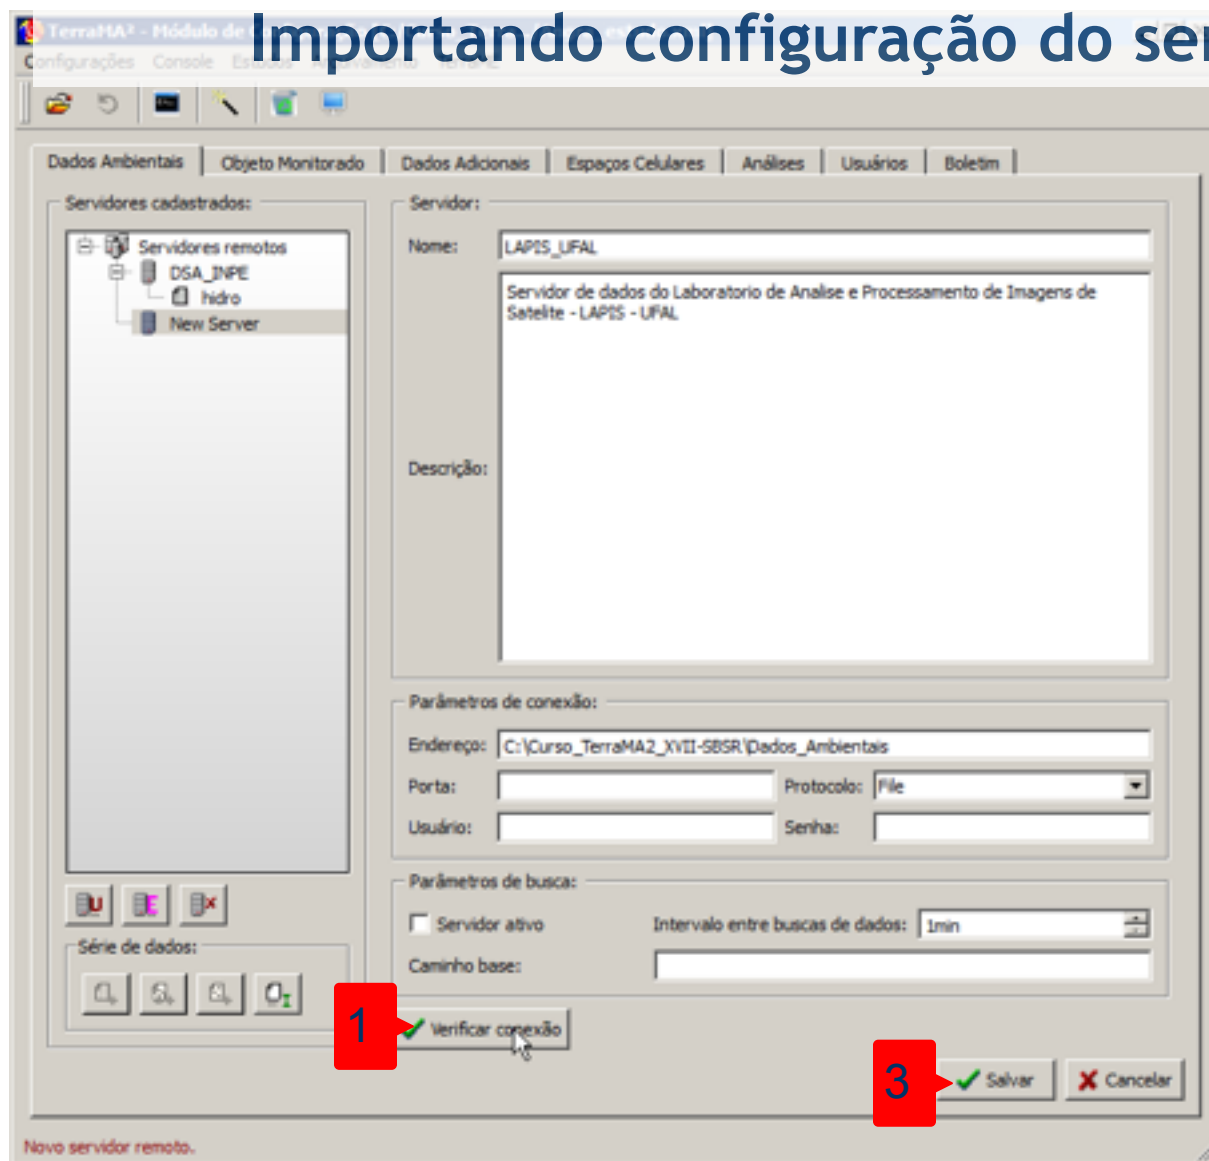 Importando configuração do ser
TerraMA² - Módulo de
Configurações Console Estudos
Dados Ambientais Objeto Monitorado Dados Adicionais Espaços Celulares Análises Usuários Boletim
Servidores cadastrados:
Servidores remotos
DSA_INPE
hidro
New Server
Série de dados:
Servidor:
Nome: LAPIS_UFAL
Descrição:
Servidor de dados do Laboratorio de Analise e Processamento de Imagens de
Satelite - LAPIS - UFAL
Parâmetros de conexão:
Endereço: C:\Curso_TerraMA2_XVII-SBSR\Dados_Ambientais
Porta: Protocolo: File
Usuário: Senha:
Parâmetros de busca:
Servidor ativo Intervalo entre buscas de dados: 1min
Caminho base:
1 Verificar conexão
3 Salvar Cancelar
Novo servidor remoto.